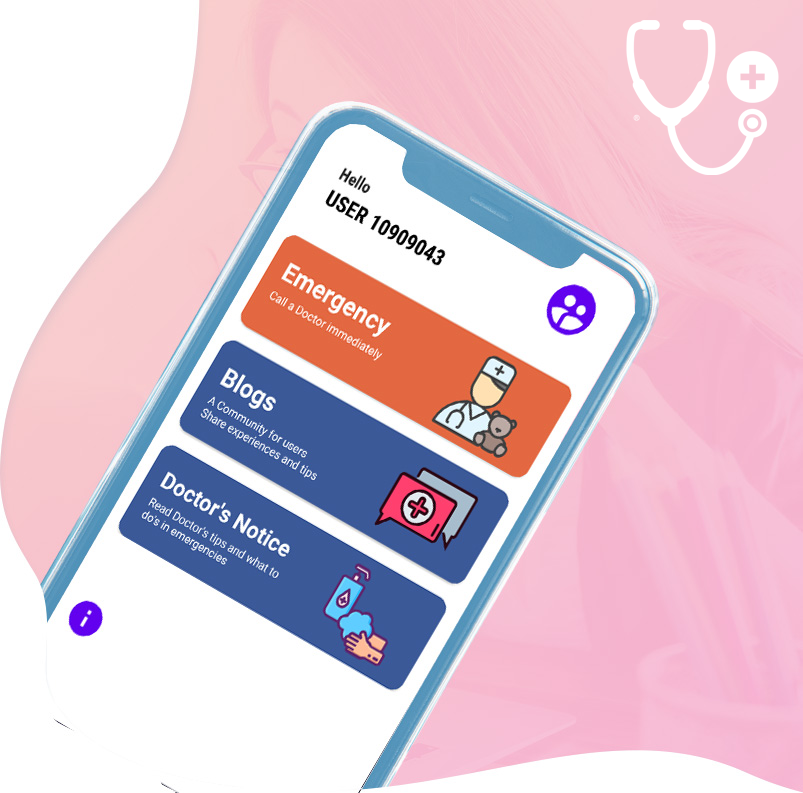 Hello
USER 10909043
Emergency
Call a Doctor immediately
Blogs
A Community for users
Share experiences and tips
Doctor's Notice
Read Doctor's tips and what to
do's in emergencies
i